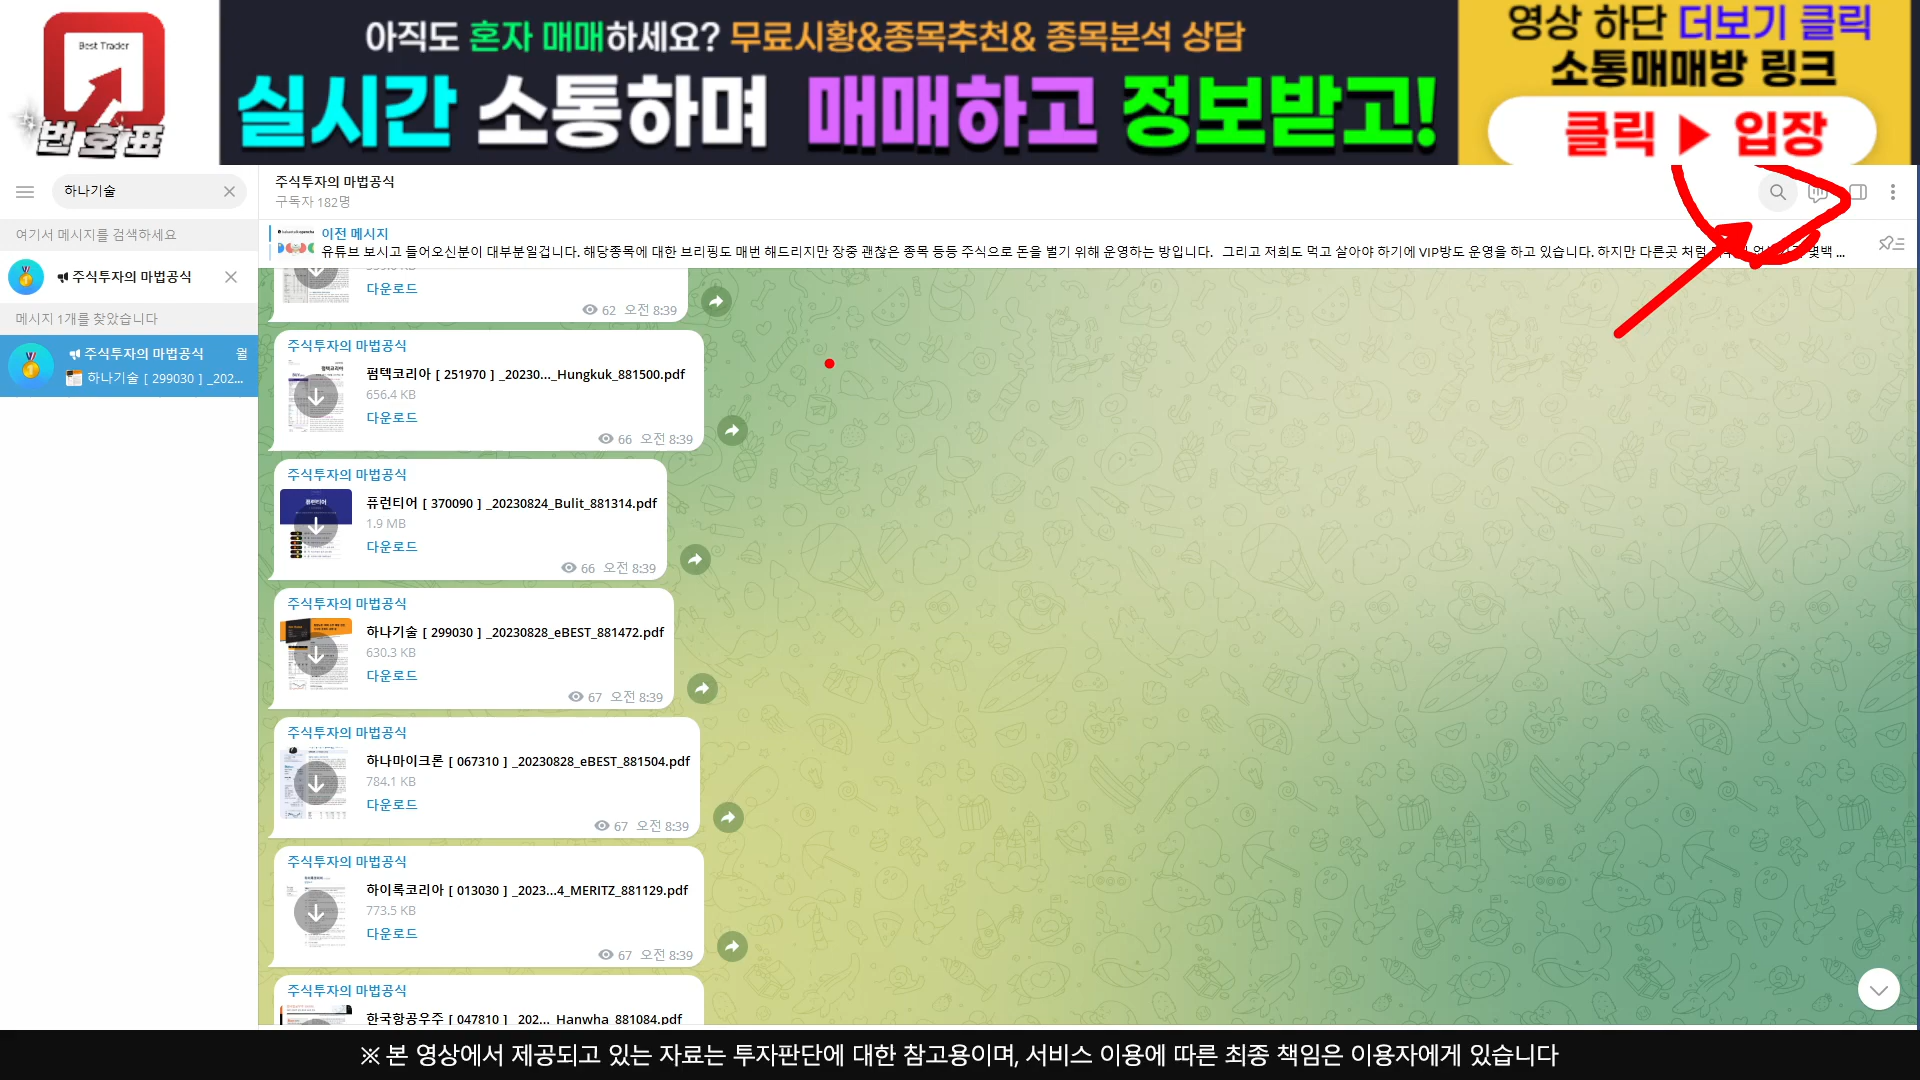 Best Trader
번호표
아직도 혼자 매매하세요? 무료시황&종목추천& 종목분석 상담
실시간 소통하며 매매하고 정보받고!
영상 하단 더보기 클릭
소통매매방 링크
클릭 ▶ 입장
하나기술
여기서 메시지를 검색하세요
주식투자의 마법공식
메시지 1개를 찾았습니다
주식투자의 마법공식 월
하나기술 [ 299030 ] _202...
주식투자의 마법공식
구독자 182명
이전 메시지
유튜브 보시고 들어오신분이 대부분일겁니다. 해당종목에 대한 브리핑도 매번 해드리지만 장중 괜찮은 종목 등등 주식으로 돈을 벌기 위해 운영하는 방입니다. 그리고 저희도 먹고 살아야 하기에 VIP방도 운영을 하고 있습니다. 하지만 다른곳 처럼 몇백 ...
다운로드
62 오전 8:39
주식투자의 마법공식
펌텍코리아 [ 251970 ] _20230..._Hungkuk_881500.pdf
656.4 KB
다운로드
66 오전 8:39
주식투자의 마법공식
퓨런티어
퓨런티어 [ 370090 ] _20230824_Bulit_881314.pdf
1.9 MB
다운로드
66 오전 8:39
주식투자의 마법공식
하나기술 [ 299030 ] _20230828_eBEST_881472.pdf
630.3 KB
다운로드
67 오전 8:39
주식투자의 마법공식
하나마이크론 [ 067310 ] _20230828_eBEST_881504.pdf
784.1 KB
다운로드
67 오전 8:39
주식투자의 마법공식
하이록코리아 [ 013030 ] _2023...4_MERITZ_881129.pdf
773.5 KB
다운로드
67 오전 8:39
주식투자의 마법공식
한국항공우주 [ 047810 ] _202..._Hanwha_881084.pdf
※ 본 영상에서 제공되고 있는 자료는 투자판단에 대한 참고용이며, 서비스 이용에 따른 최종 책임은 이용자에게 있습니다